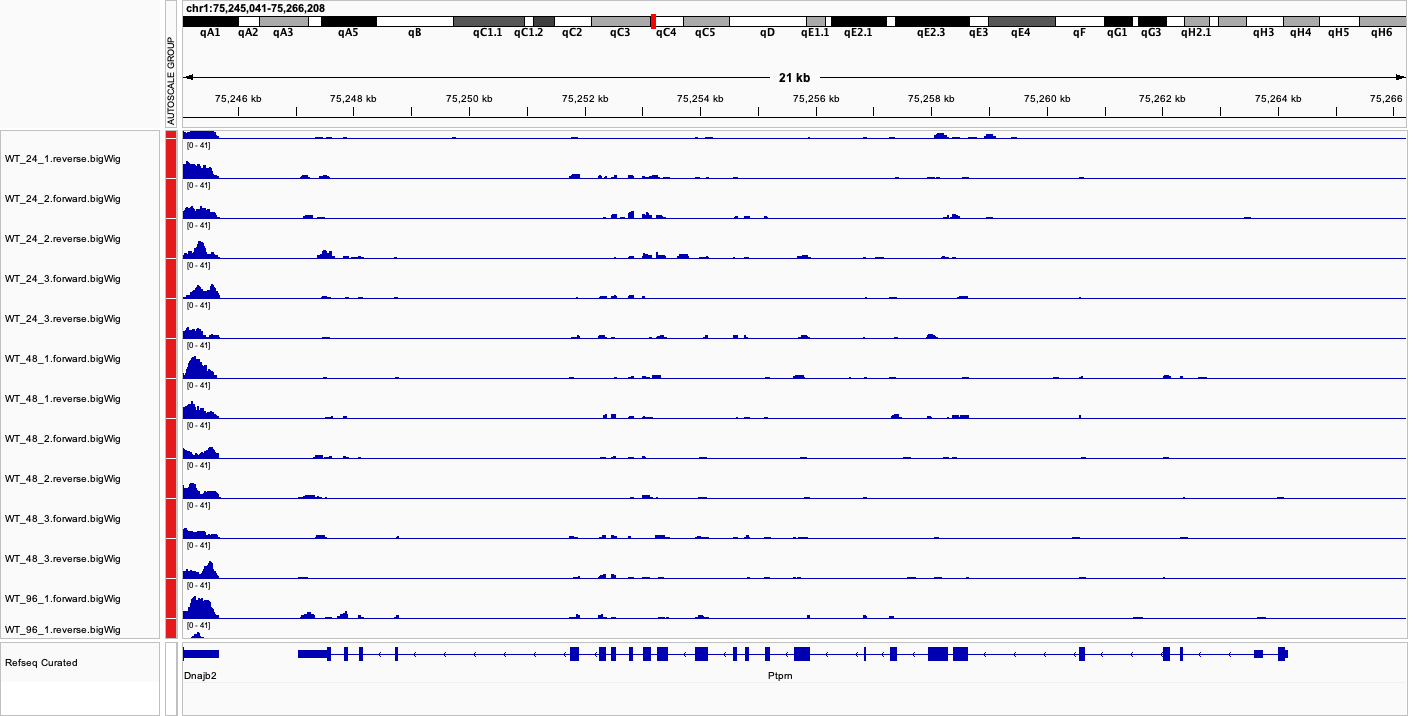 chr1:75,245,041-75,266,208
qA1 qA2 qA3 qA5 qB qC1.1 qC1.2 qC2 qC3 qC4 qC5 qD qE1.1 qE2.1 qE2.3 qE3 qE4 qF qG1 qG3 qH2.1 qH3 qH4 qH5 qH6
AUTOSCALE GROUP
21 kb
75,246 kb 75,248 kb 75,250 kb 75,252 kb 75,254 kb 75,256 kb 75,258 kb 75,260 kb 75,262 kb 75,264 kb 75,266
[0 - 41]
WT_24_1.reverse.bigWig
[0 - 41]
WT_24_2.forward.bigWig
[0 - 41]
WT_24_2.reverse.bigWig
[0 - 41]
WT_24_3.forward.bigWig
[0 - 41]
WT_24_3.reverse.bigWig
[0 - 41]
WT_48_1.forward.bigWig
[0 - 41]
WT_48_1.reverse.bigWig
[0 - 41]
WT_48_2.forward.bigWig
[0 - 41]
WT_48_2.reverse.bigWig
[0 - 41]
WT_48_3.forward.bigWig
[0 - 41]
WT_48_3.reverse.bigWig
[0 - 41]
WT_96_1.forward.bigWig
[0 - 41]
WT_96_1.reverse.bigWig
Refseq Curated
Dnajb2 Ptprn